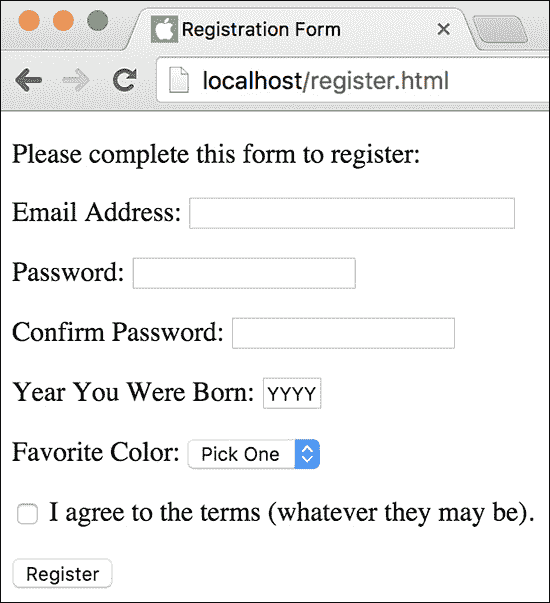 Registration Form
localhost/register.html
Please complete this form to register:
Email Address:
Password:
Confirm Password:
Year You Were Born: YYYY
Favorite Color: Pick One
I agree to the terms (whatever they may be).
Register